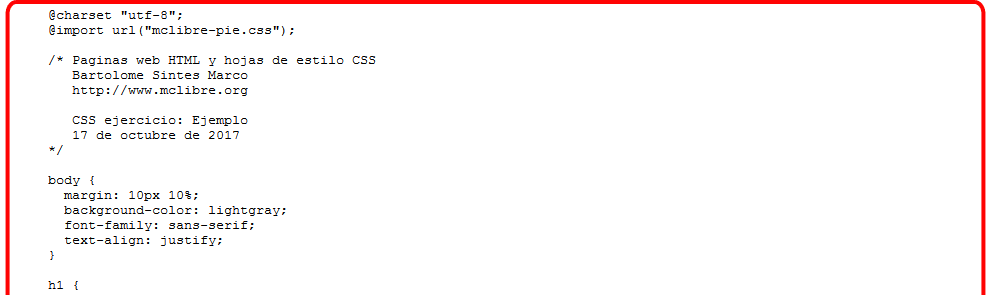 @charset "utf-8";
@import url("mclibre-pie.css");
/* Paginas web HTML y hojas de estilo CSS
Bartolome Sintes Marco
http://www.mclibre.org
CSS ejercicio: Ejemplo
17 de octubre de 2017
*/
body {
margin: 10px 10%;
background-color: lightgray;
font-family: sans-serif;
text-align: justify;
}
h1 {